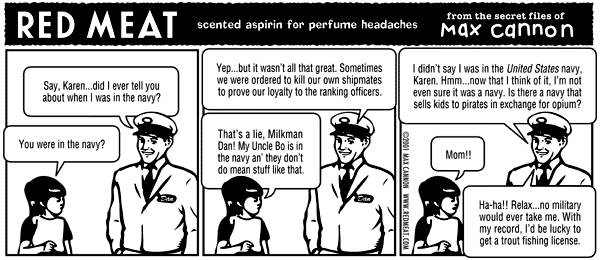 RED MEAT
scented aspirin for perfume headaches
from the secret files of
Max cannon
Say, Karen...did I ever tell you
about when I was in the navy?
You were in the navy?
Dan
Yep...but it wasn't all that great. Sometimes
we were ordered to kill our own shipmates
to prove our loyalty to the ranking officers.
That's a lie, Milkman
Dan! My Uncle Bo is in
the navy an' they don't
do mean stuff like that.
Dan
©2001 MAX CANNON WWW.REDMEAT.COM
I didn't say I was in the United States navy,
Karen. Hmm...now that I think of it, I'm not
even sure it was a navy. Is there a navy that
sells kids to pirates in exchange for opium?
Mom!!
Ha-ha!! Relax...no military
would ever take me. With
my record, I'd be lucky to
get a trout fishing license.